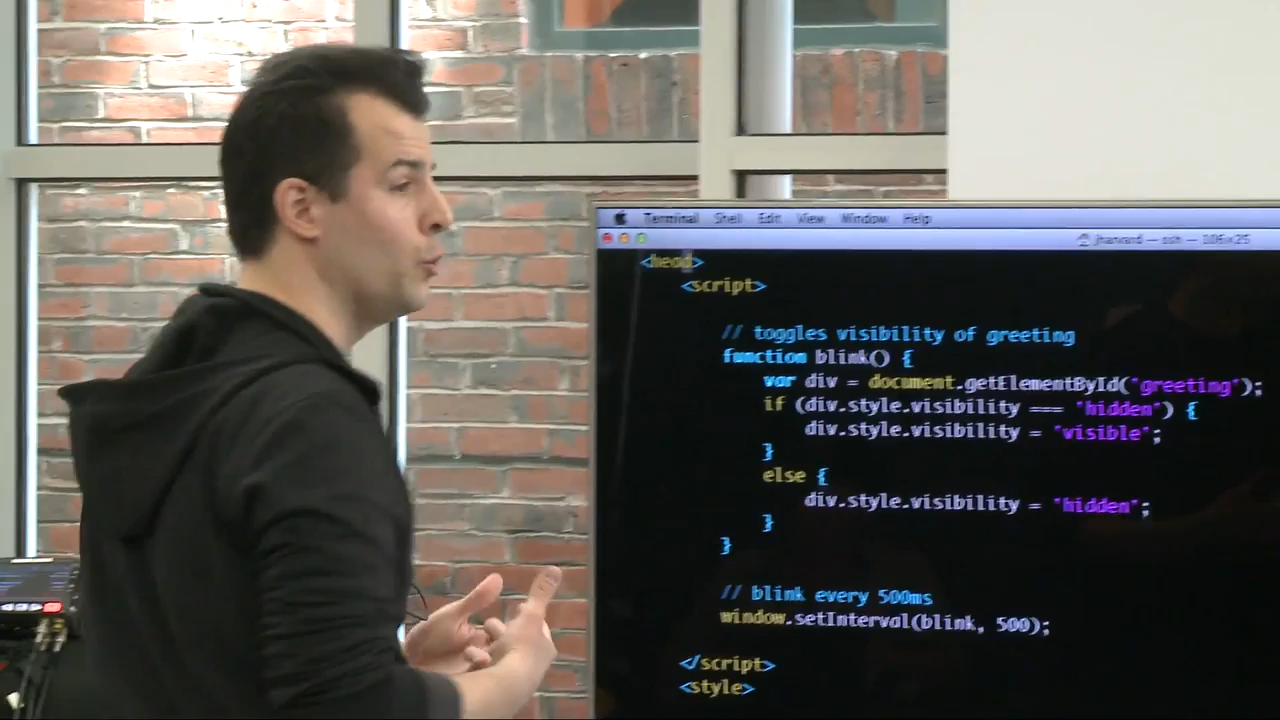 Terminal Shell Edit View Window Help
jharvard — ssh — 106×25
<head>
<script>
// toggles visibility of greeting
function blink() {
var div = document.getElementById('greeting');
if (div.style.visibility === 'hidden') {
div.style.visibility = 'visible';
}
else {
div.style.visibility = 'hidden';
}
}
// blink every 500ms
window.setInterval(blink, 500);
</script>
<style>